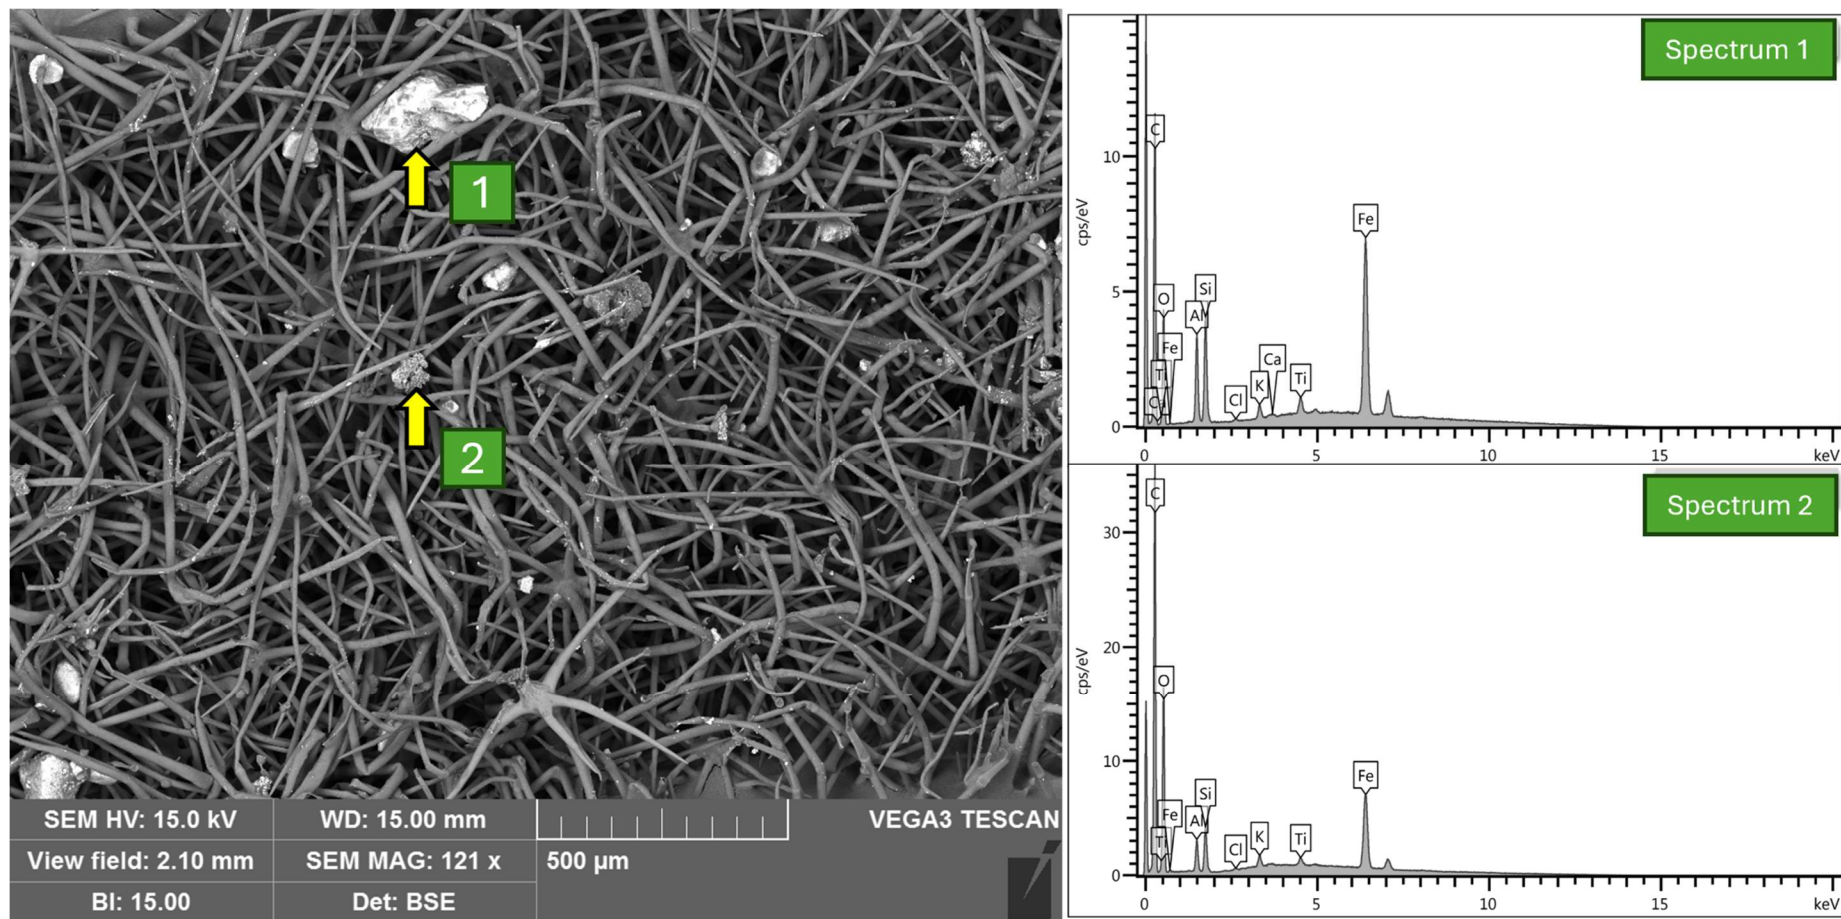 1
2
SEM HV: 15.0 kV
WD: 15.00 mm
VEGA3 TESCAN
View field: 2.10 mm
SEM MAG: 121 x
500 µm
BI: 15.00
Det: BSE
Spectrum 1
cps/eV
10
5
0
C
O
Fe
T
C
a
Al
Si
Cl
K
Ca
Ti
Fe
0
5
10
15
keV
Spectrum 2
cps/eV
30
20
10
0
C
O
Fe
T
Al
Si
Cl
K
Ti
Fe
0
5
10
15
keV